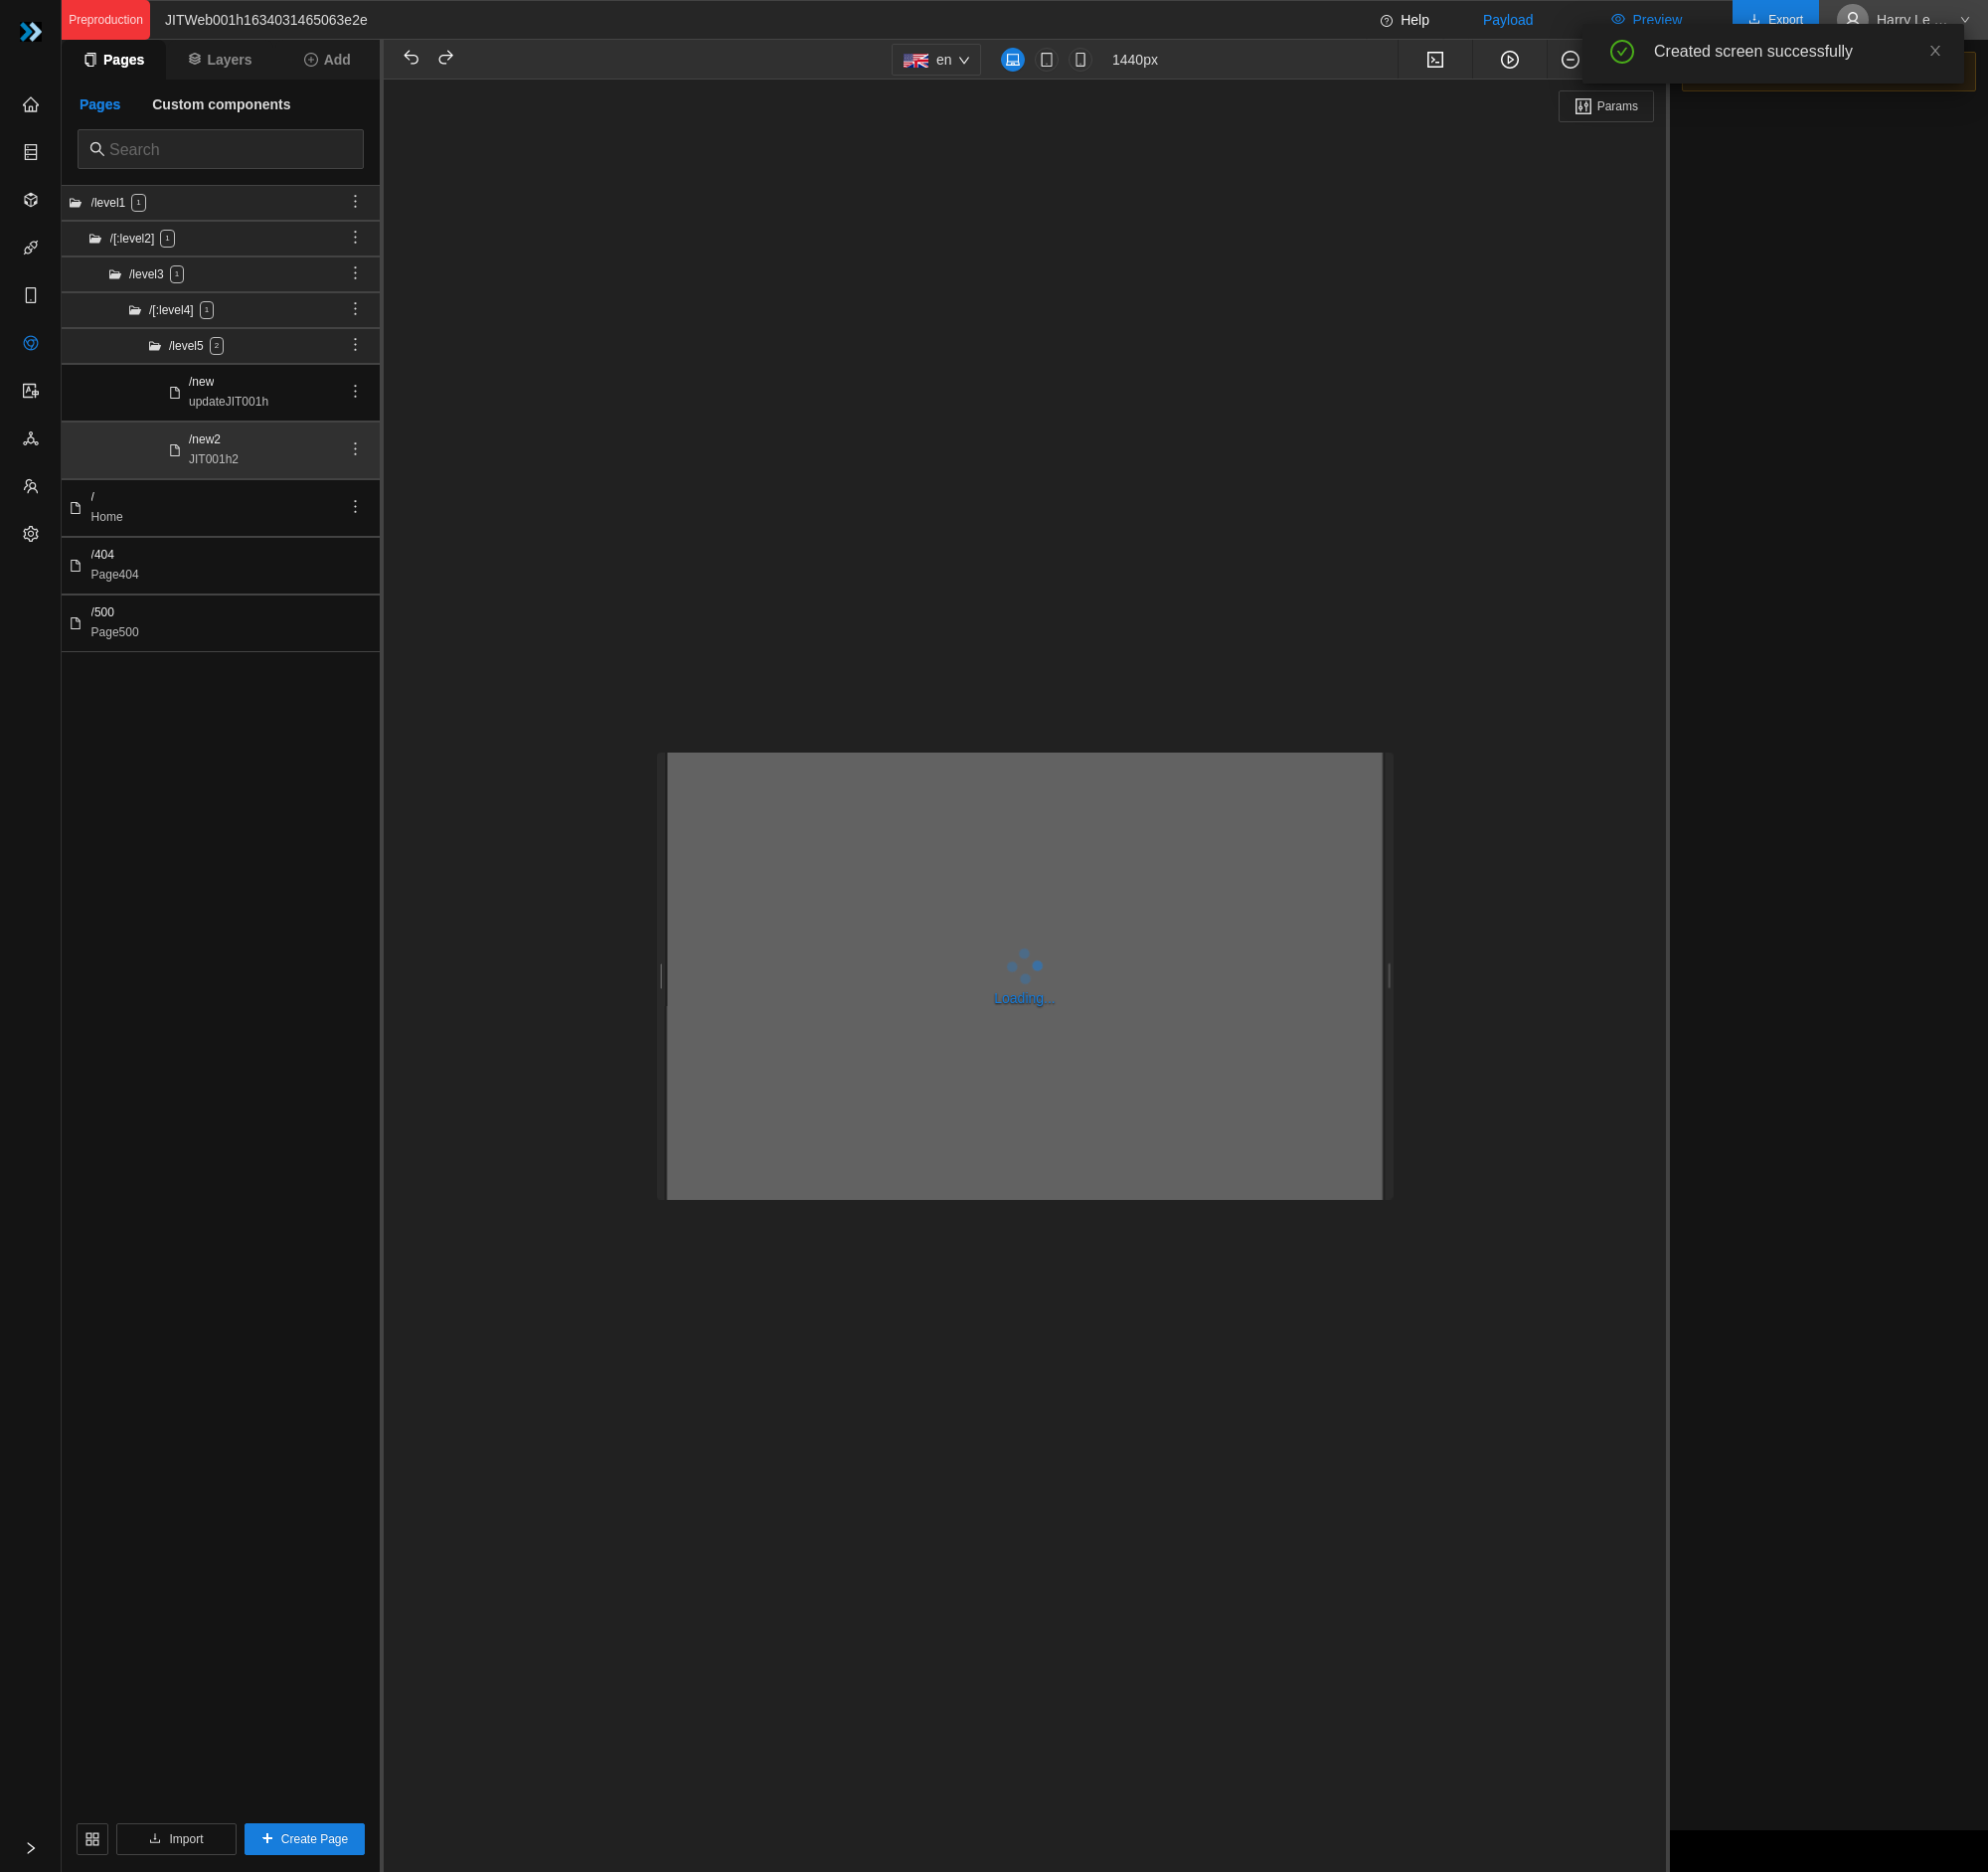 Preproduction
JITWeb001h1634031465063e2e
Help
Payload
Preview
Export
Harry Le ...
Created screen successfully
Pages
Layers
Add
en
1440px
Params
Pages
Custom components
Search
/level1 1
/[:level2] 1
/level3 1
/[:level4] 1
/level5 2
/new
updateJIT001h
/new2
JIT001h2
/
Home
/404
Page404
/500
Page500
Loading...
Import
Create Page